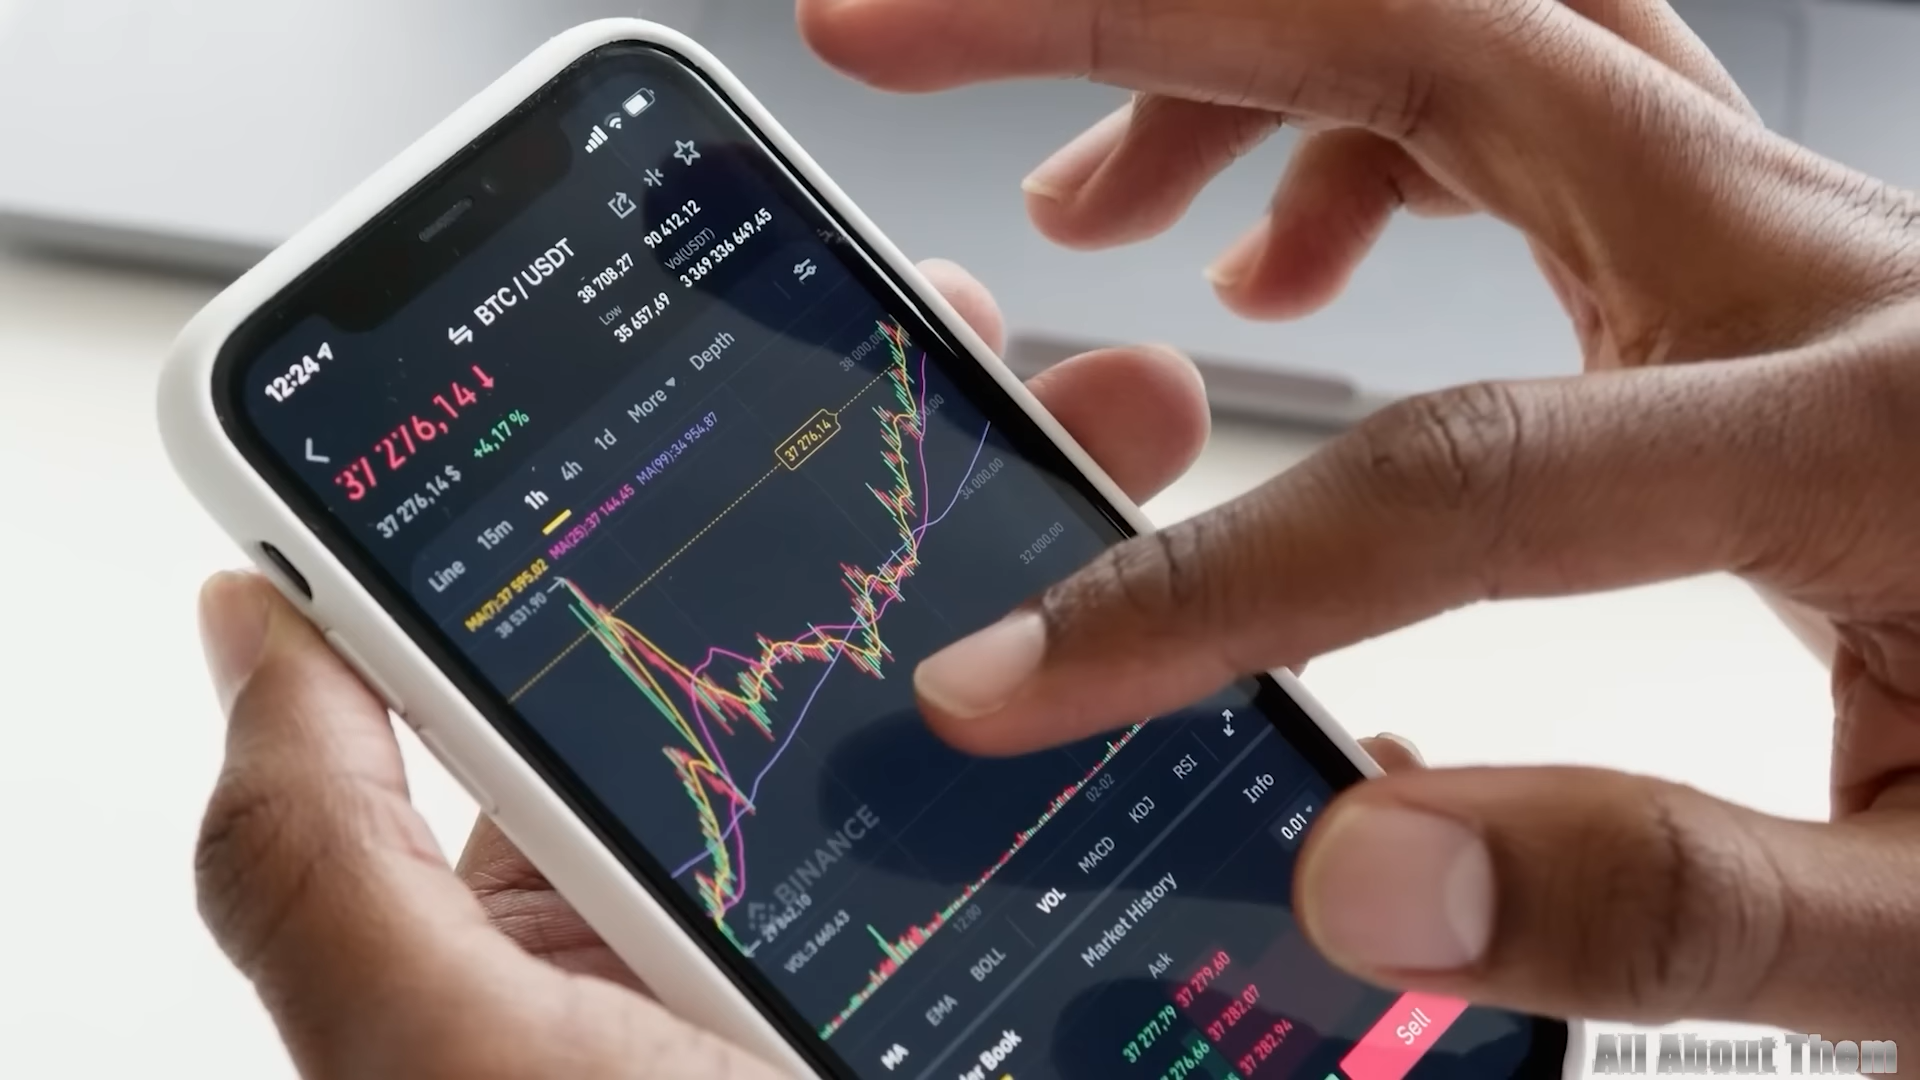 12:24
BTC / USDT
37 276,14
37 276,14 $ +4,17 %
38 708,27 90 412,12
Low Vol(USDT)
35 657,69 3 369 336 649,45
Line 15m 1h 4h 1d More Depth
MA(7):37 595,02 MA(25):37 144,45 MA(99):34 954,87
38 531,90
38 000,00
37 276,14
34 000,00
32 000,00
BINANCE
VOL:3 660,43
12:00 02-02
MA EMA BOLL VOL MACD KDJ RSI
Book Market History Info
Ask 0.01
37 277,79 37 279,60
37 282,07
37 282,94
Sell
All About Them